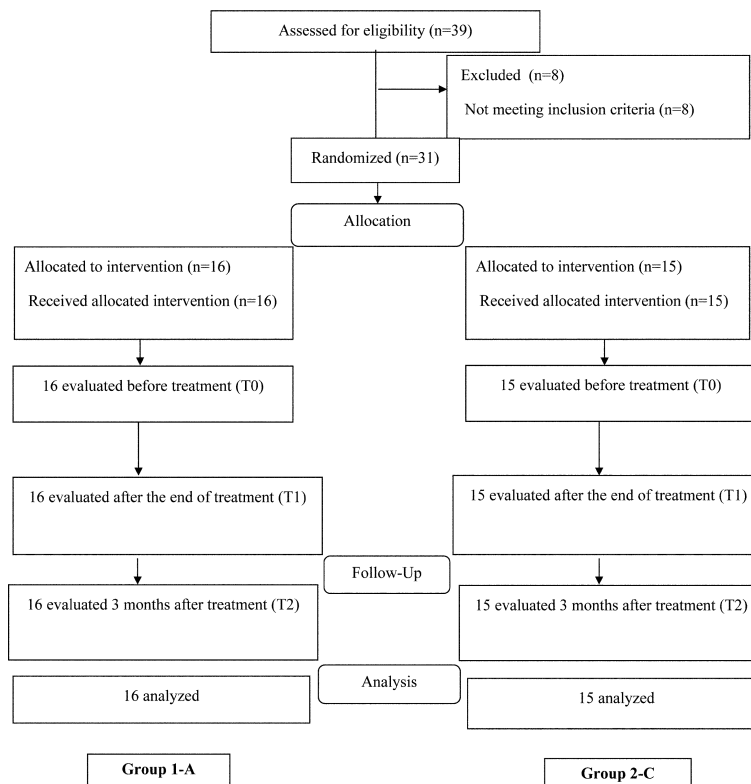 Assessed for eligibility (n=39)
Excluded (n=8)
Not meeting inclusion criteria (n=8)
Randomized (n=31)
Allocation
Allocated to intervention (n=16)
Received allocated intervention (n=16)
Allocated to intervention (n=15)
Received allocated intervention (n=15)
16 evaluated before treatment (T0)
15 evaluated before treatment (T0)
16 evaluated after the end of treatment (T1)
15 evaluated after the end of treatment (T1)
Follow-Up
16 evaluated 3 months after treatment (T2)
15 evaluated 3 months after treatment (T2)
Analysis
16 analyzed
15 analyzed
Group 1-A
Group 2-C